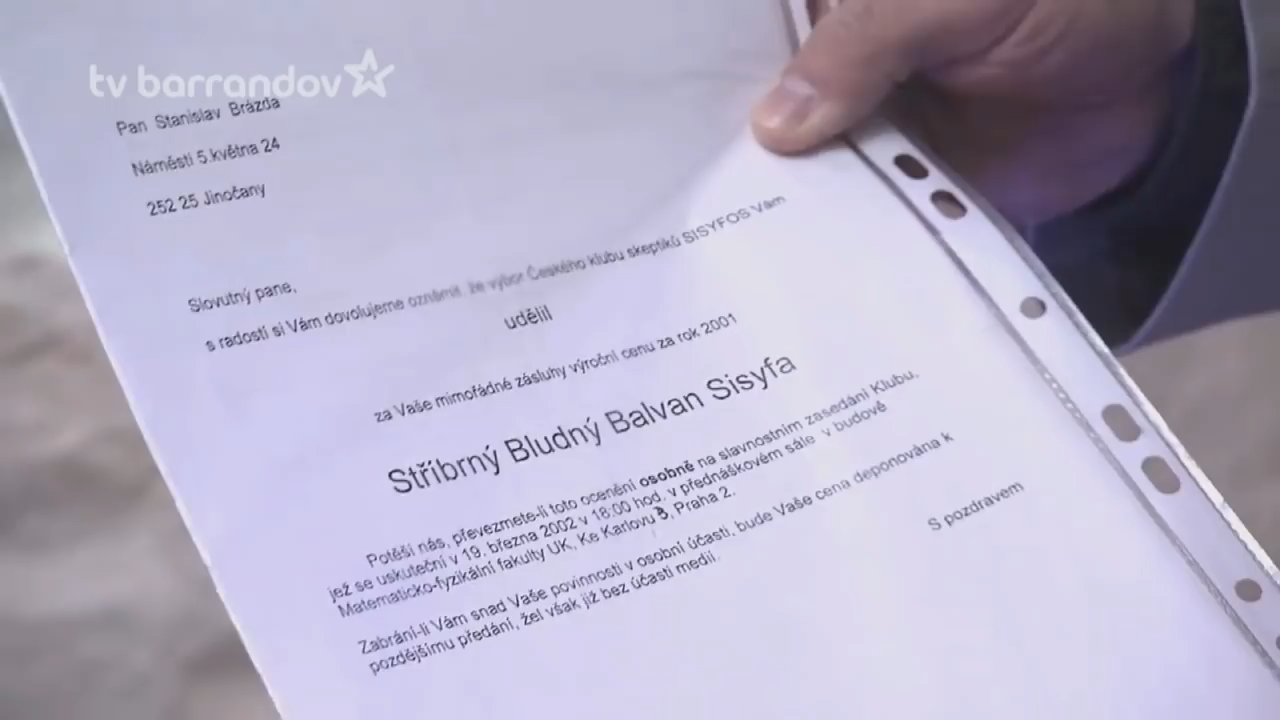 tv barrandov
Pan Stanislav Brázda
Náměstí 5.května 24
252 25 Jinočany
Slovutný pane,
s radostí si Vám dovolujeme oznámit, že výbor Českého klubu skeptiků SISYFOS Vám
udělil
za Vaše mimořádné zásluhy výroční cenu za rok 2001
Stříbrný Bludný Balvan Sisyfa
Potěší nás, převezmete-li toto ocenění osobně na slavnostním zasedání Klubu,
jež se uskuteční v 19. března 2002 v 18:00 hod. v přednáškovém sále v budově
Matematicko-fyzikální fakulty UK, Ke Karlovu 3, Praha 2.
Zabrání-li Vám snad Vaše povinnosti v osobní účasti, bude Vaše cena deponována k
pozdějšímu předání, žel však již bez účasti medií.
S pozdravem